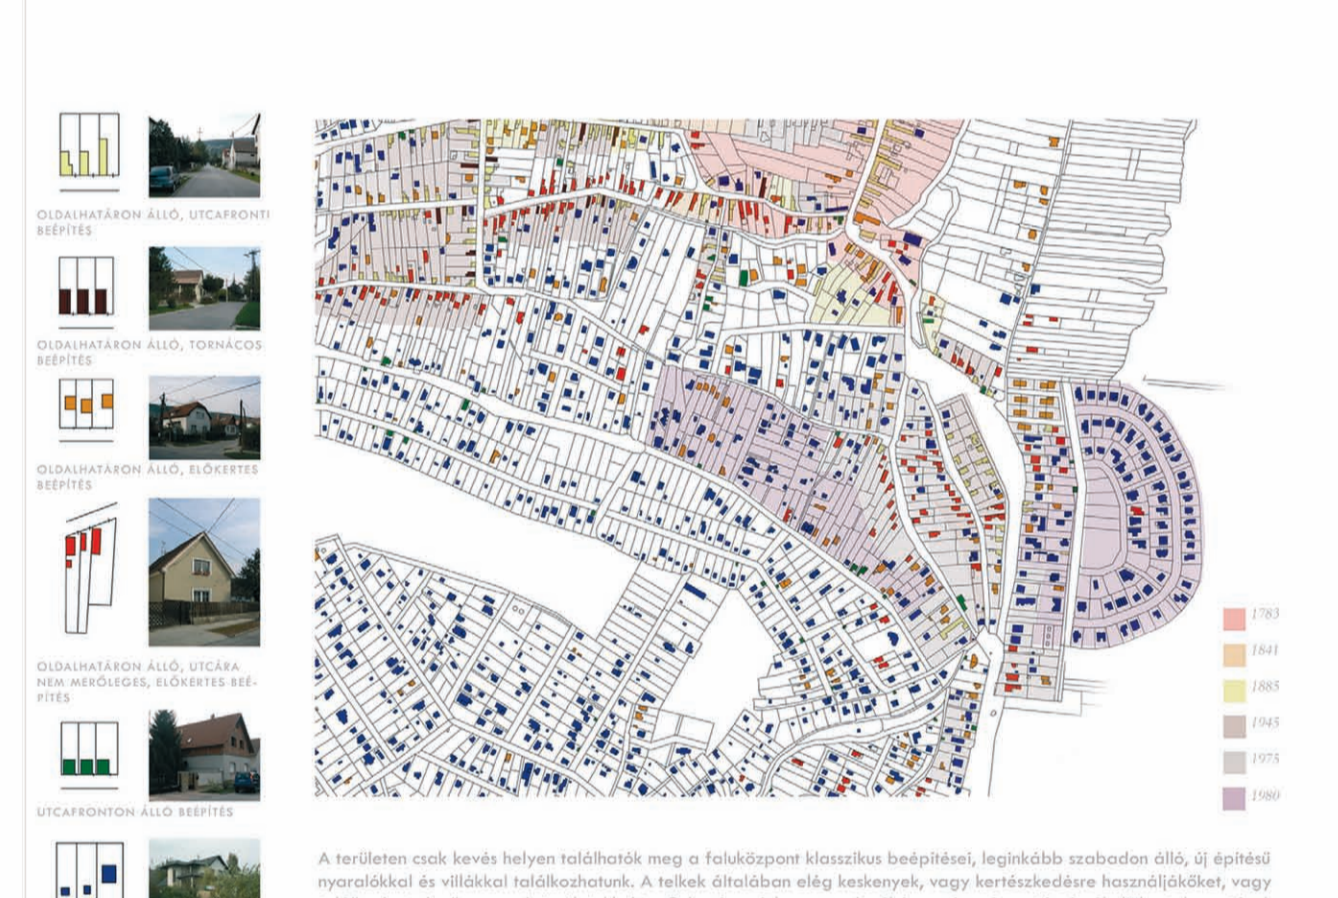 OLDALHATÁRON ÁLLÓ, UTCAFRONTI
BEÉPÍTÉS
OLDALHATÁRON ÁLLÓ, TORNÁCOS
BEÉPÍTÉS
OLDALHATÁRON ÁLLÓ, ELŐKERTES
BEÉPÍTÉS
OLDALHATÁRON ÁLLÓ, UTCÁRA
NEM MERŐLEGES, ELŐKERTES BEÉ-
PÍTÉS
UTCAFRONTON ÁLLÓ BEÉPÍTÉS
1783
1841
1885
1945
1975
1980
A területen csak kevés helyen találhatók meg a faluközpont klasszikus beépítései, leginkább szabadon álló, új építésű
nyaralókkal és villákkal találkozhatunk. A telkek általában elég keskenyek, vagy kertészkedésre használjákőket, vagy